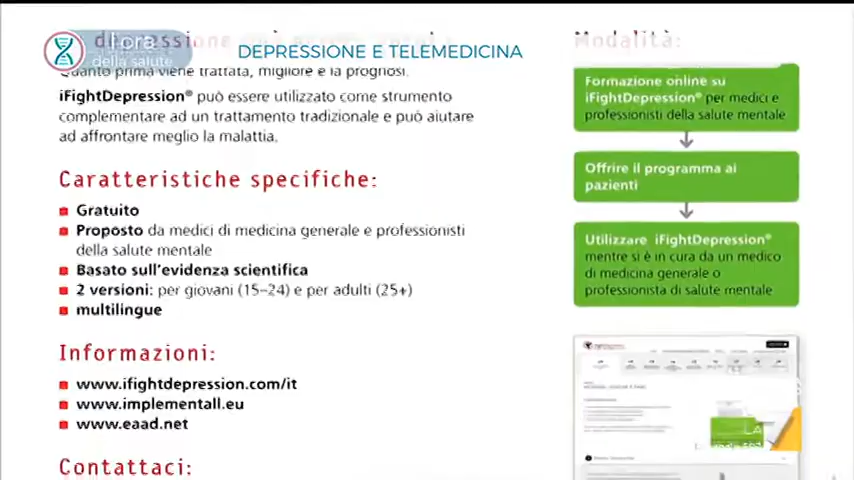 l'ora
della salute
DEPRESSIONE E TELEMEDICINA
Quanto prima viene trattata, migliore è la prognosi.
iFightDepression® può essere utilizzato come strumento
complementare ad un trattamento tradizionale e può aiutare
ad affrontare meglio la malattia.
Caratteristiche specifiche:
Gratuito
Proposto da medici di medicina generale e professionisti
della salute mentale
Basato sull'evidenza scientifica
2 versioni: per giovani (15–24) e per adulti (25+)
multilingue
Informazioni:
www.ifightdepression.com/it
www.implementall.eu
www.eaad.net
Contattaci:
Modalità:
Formazione online su
iFightDepression® per medici e
professionisti della salute mentale
Offrire il programma ai
pazienti
Utilizzare iFightDepression®
mentre si è in cura da un medico
di medicina generale o
professionista di salute mentale